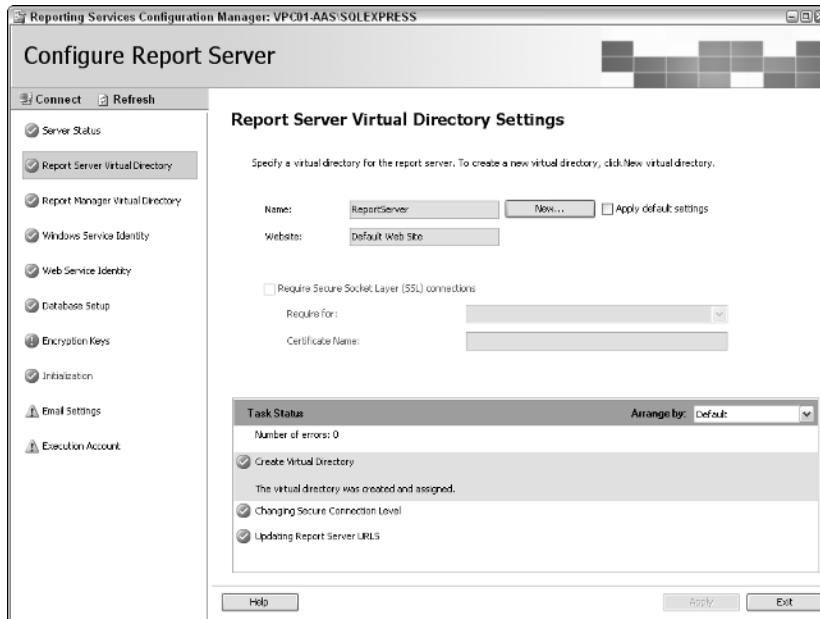 Reporting Services Configuration Manager: VPC01-AAS\SQLEXPRESS
Configure Report Server
Connect Refresh
Server Status
Report Server Virtual Directory
Report Manager Virtual Directory
Windows Service Identity
Web Service Identity
Database Setup
Encryption Keys
Initialization
Email Settings
Execution Account
Report Server Virtual Directory Settings
Specify a virtual directory for the report server. To create a new virtual directory, click New virtual directory.
Name: ReportServer New... Apply default settings
Website: Default Web Site
Require Secure Socket Layer (SSL) connections
Require for:
Certificate Name:
Task Status Arrange by: Default
Number of errors: 0
Create Virtual Directory
The virtual directory was created and assigned.
Changing Secure Connection Level
Updating Report Server URLS
Help Apply Exit